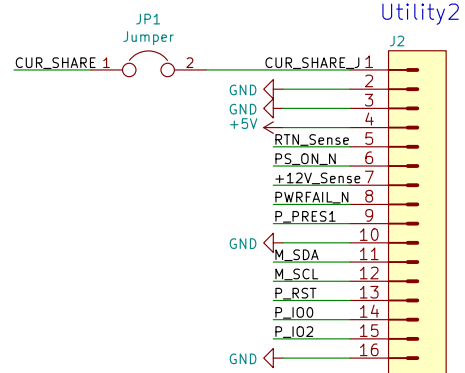 Utility2
JP1
Jumper
J2
CUR_SHARE 1 2 CUR_SHARE_J 1
GND 2
GND 3
+5V 4
RTN_Sense 5
PS_ON_N 6
+12V_Sense 7
PWRFAIL_N 8
P_PRES1 9
GND 10
M_SDA 11
M_SCL 12
P_RST 13
P_IO0 14
P_IO2 15
GND 16